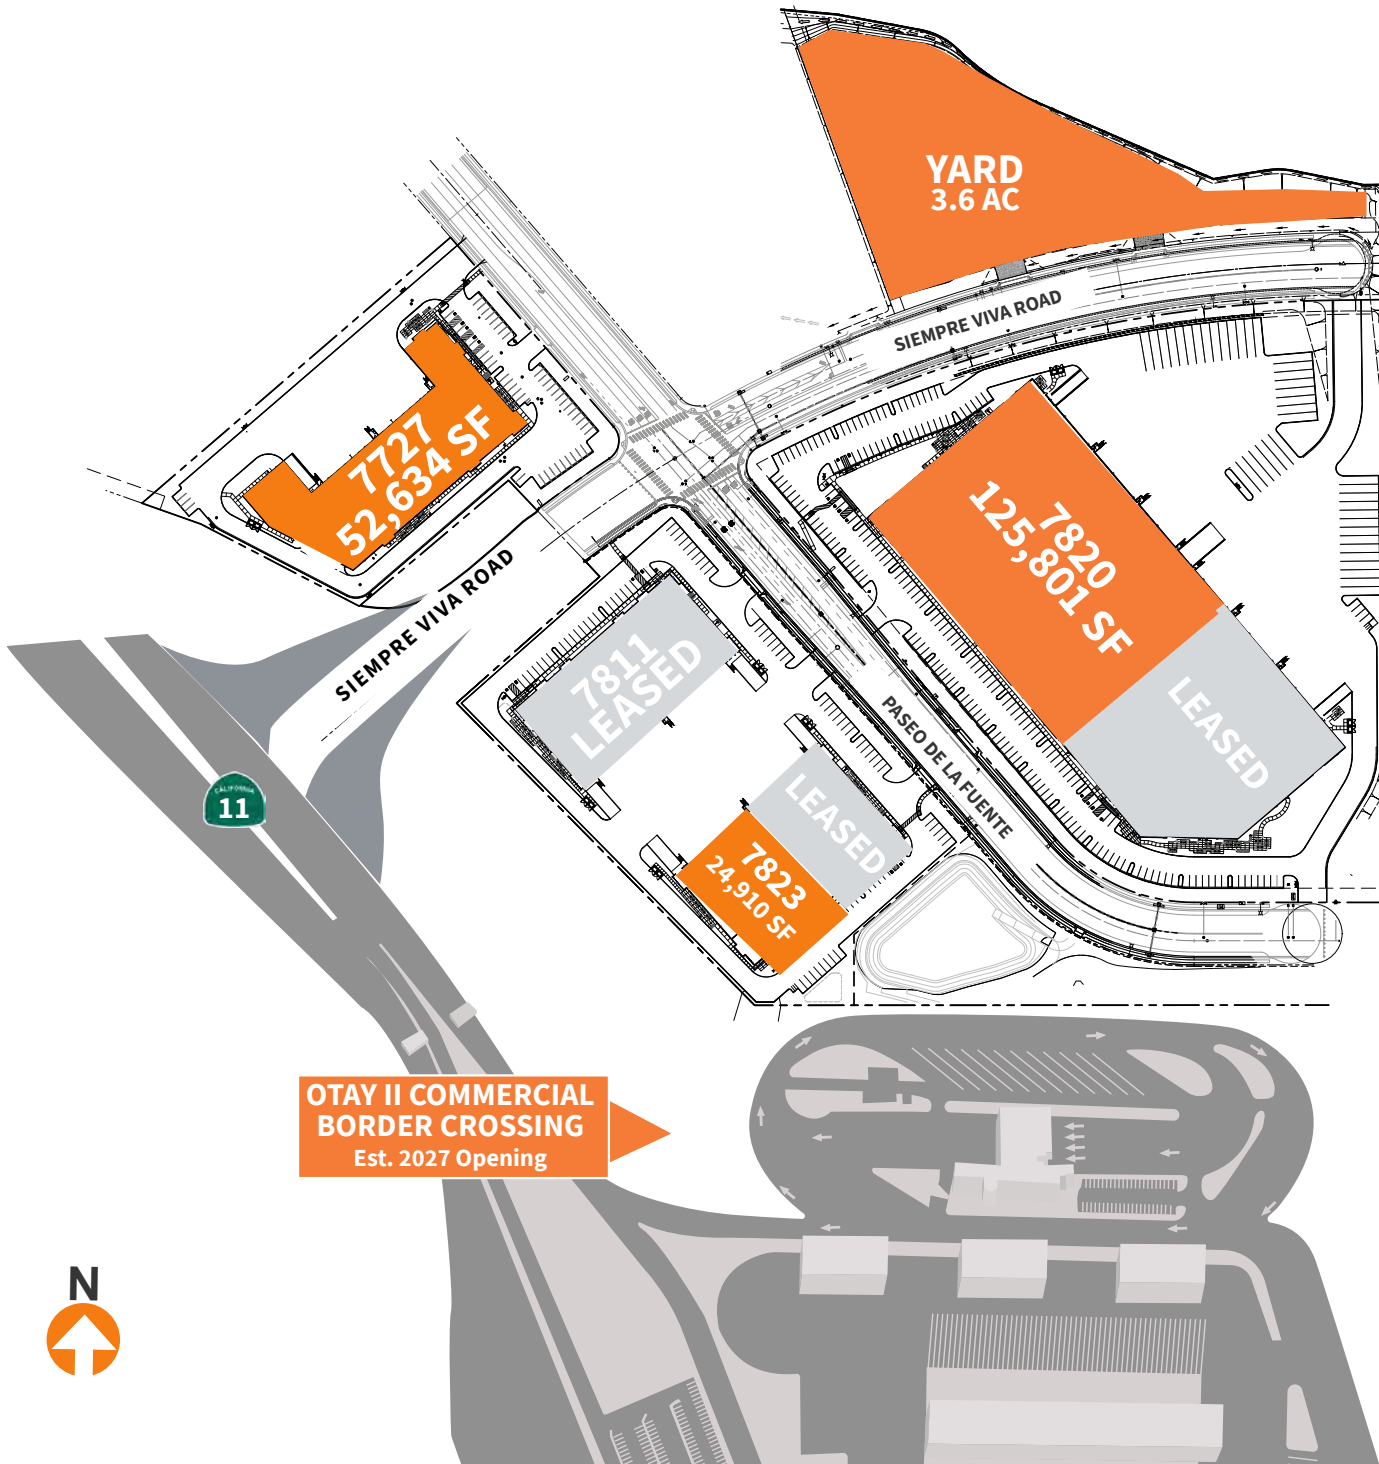 YARD
3.6 AC
SIEMPRE VIVA ROAD
7727
52,634 SF
7820
125,801 SF
LEASED
SIEMPRE VIVA ROAD
7811
LEASED
PASEO DE LA FUENTE
LEASED
7823
24,910 SF
CALIFORNIA
11
OTAY II COMMERCIAL
BORDER CROSSING
Est. 2027 Opening
N